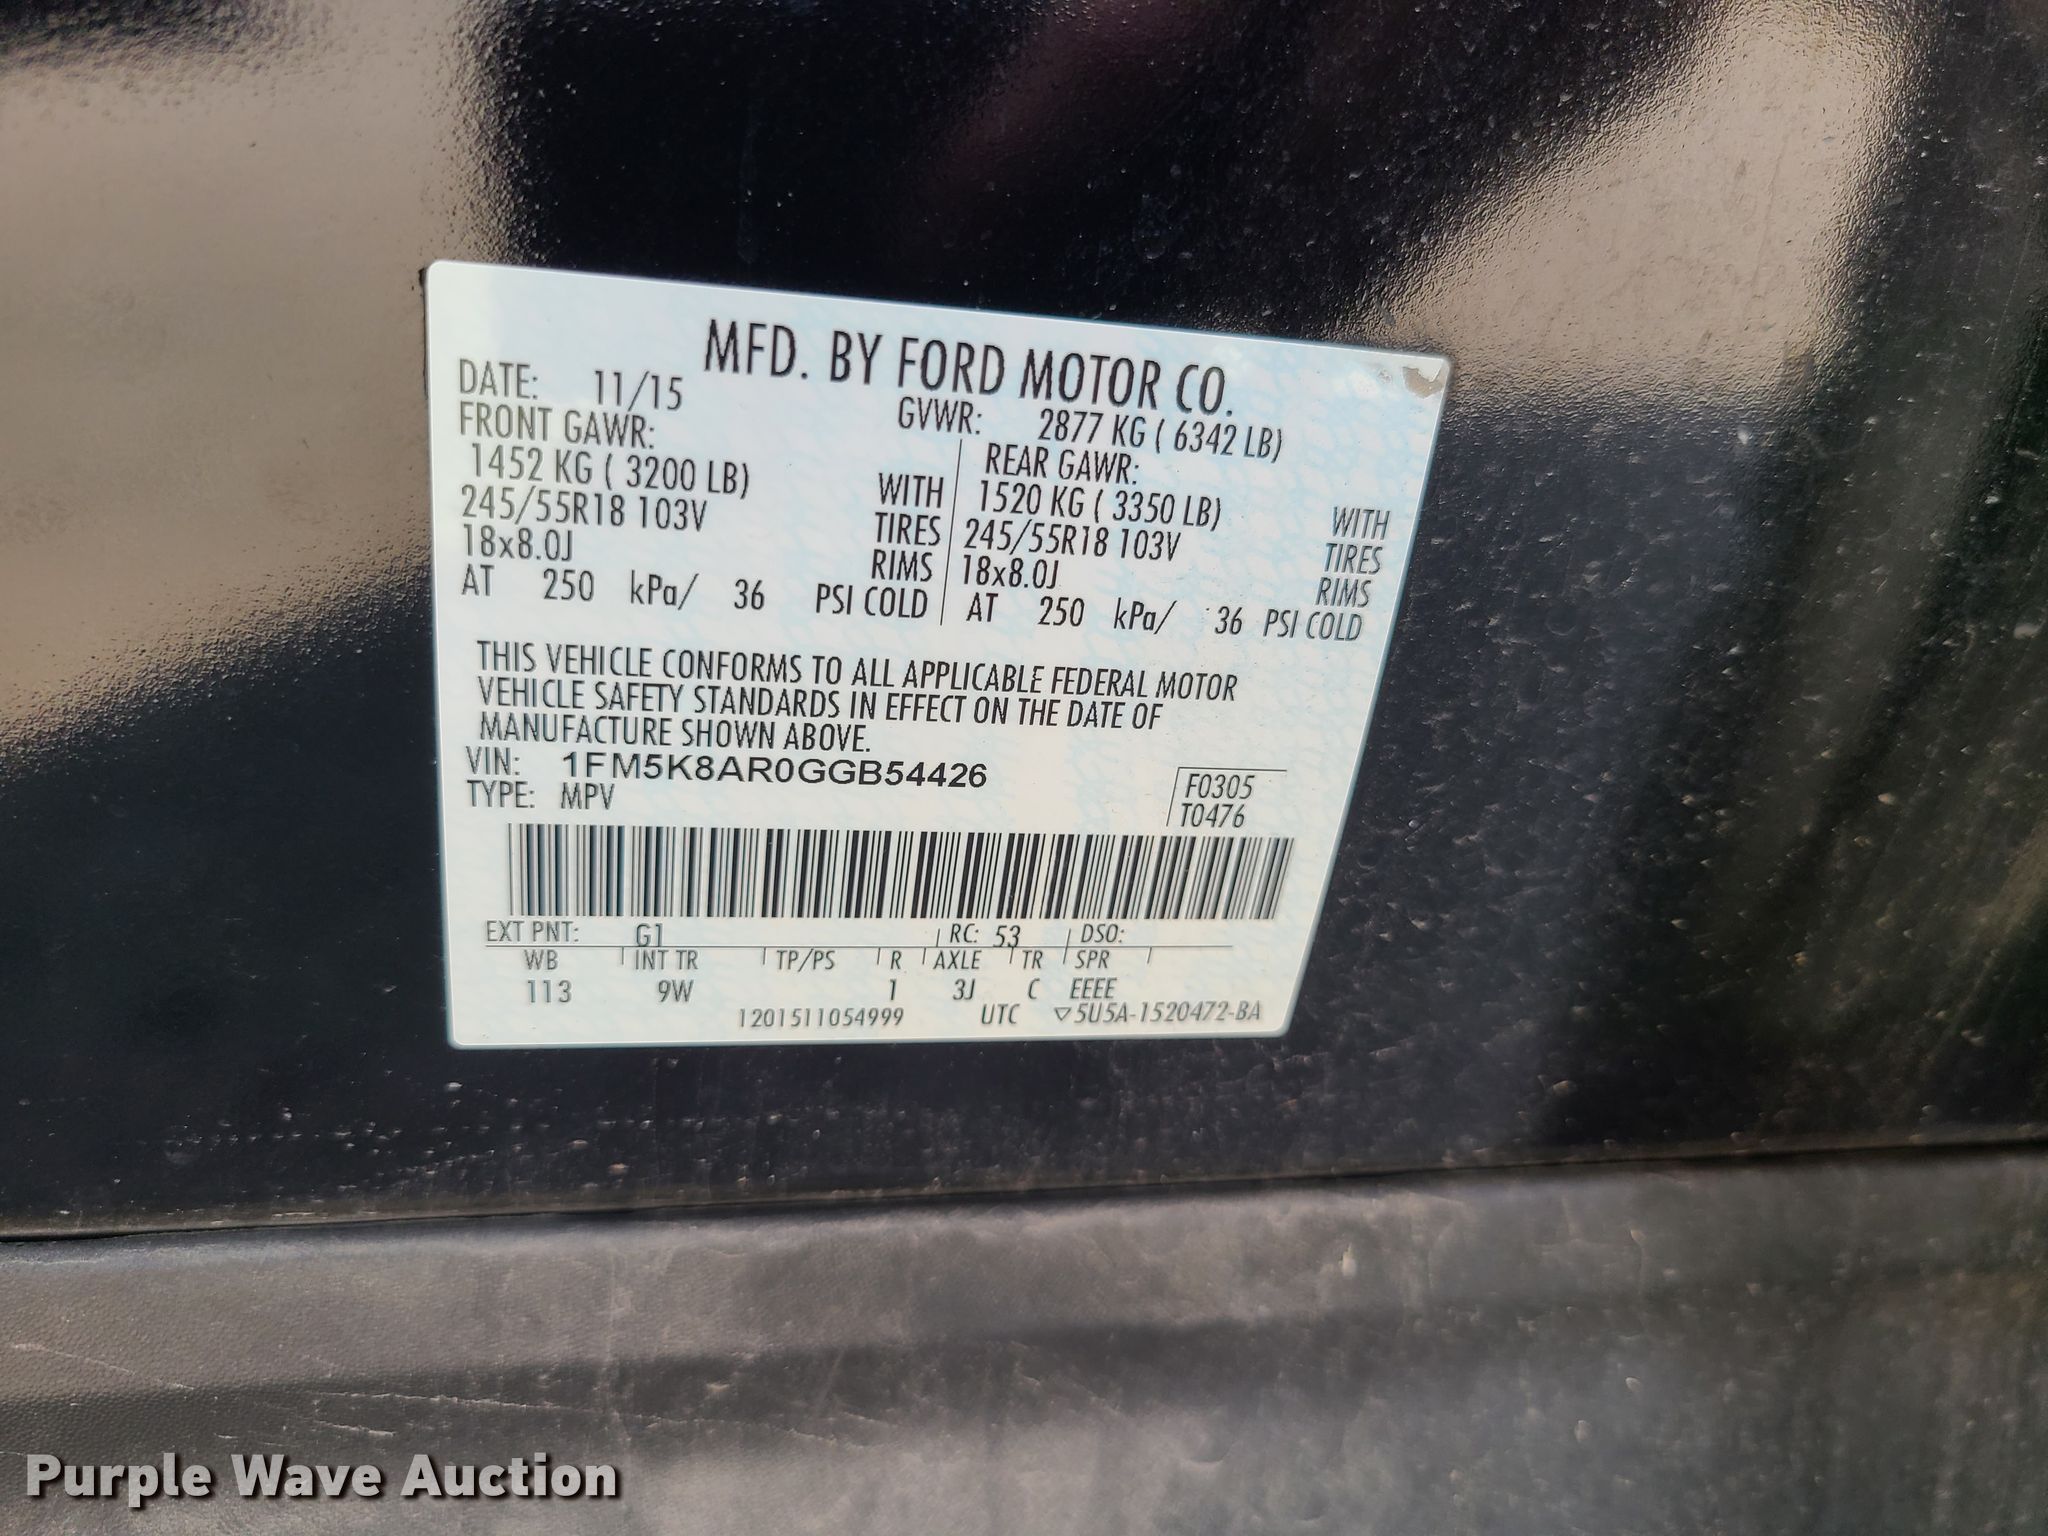 MFD. BY FORD MOTOR CO.
DATE: 11/15 GVWR: 2877 KG ( 6342 LB)
FRONT GAWR: REAR GAWR:
1452 KG ( 3200 LB) WITH 1520 KG ( 3350 LB) WITH
245/55R18 103V TIRES 245/55R18 103V TIRES
18x8.0J RIMS 18x8.0J RIMS
AT 250 kPa/ 36 PSI COLD AT 250 kPa/ 36 PSI COLD
THIS VEHICLE CONFORMS TO ALL APPLICABLE FEDERAL MOTOR
VEHICLE SAFETY STANDARDS IN EFFECT ON THE DATE OF
MANUFACTURE SHOWN ABOVE.
VIN: 1FM5K8AR0GGB54426
TYPE: MPV
F0305
T0476
EXT PNT: G1 RC: 53 DSO:
WB INT TR TP/PS R AXLE TR SPR
113 9W 1 3J C EEEE
1201511054999 UTC ▽5U5A-1520472-BA
Purple Wave Auction